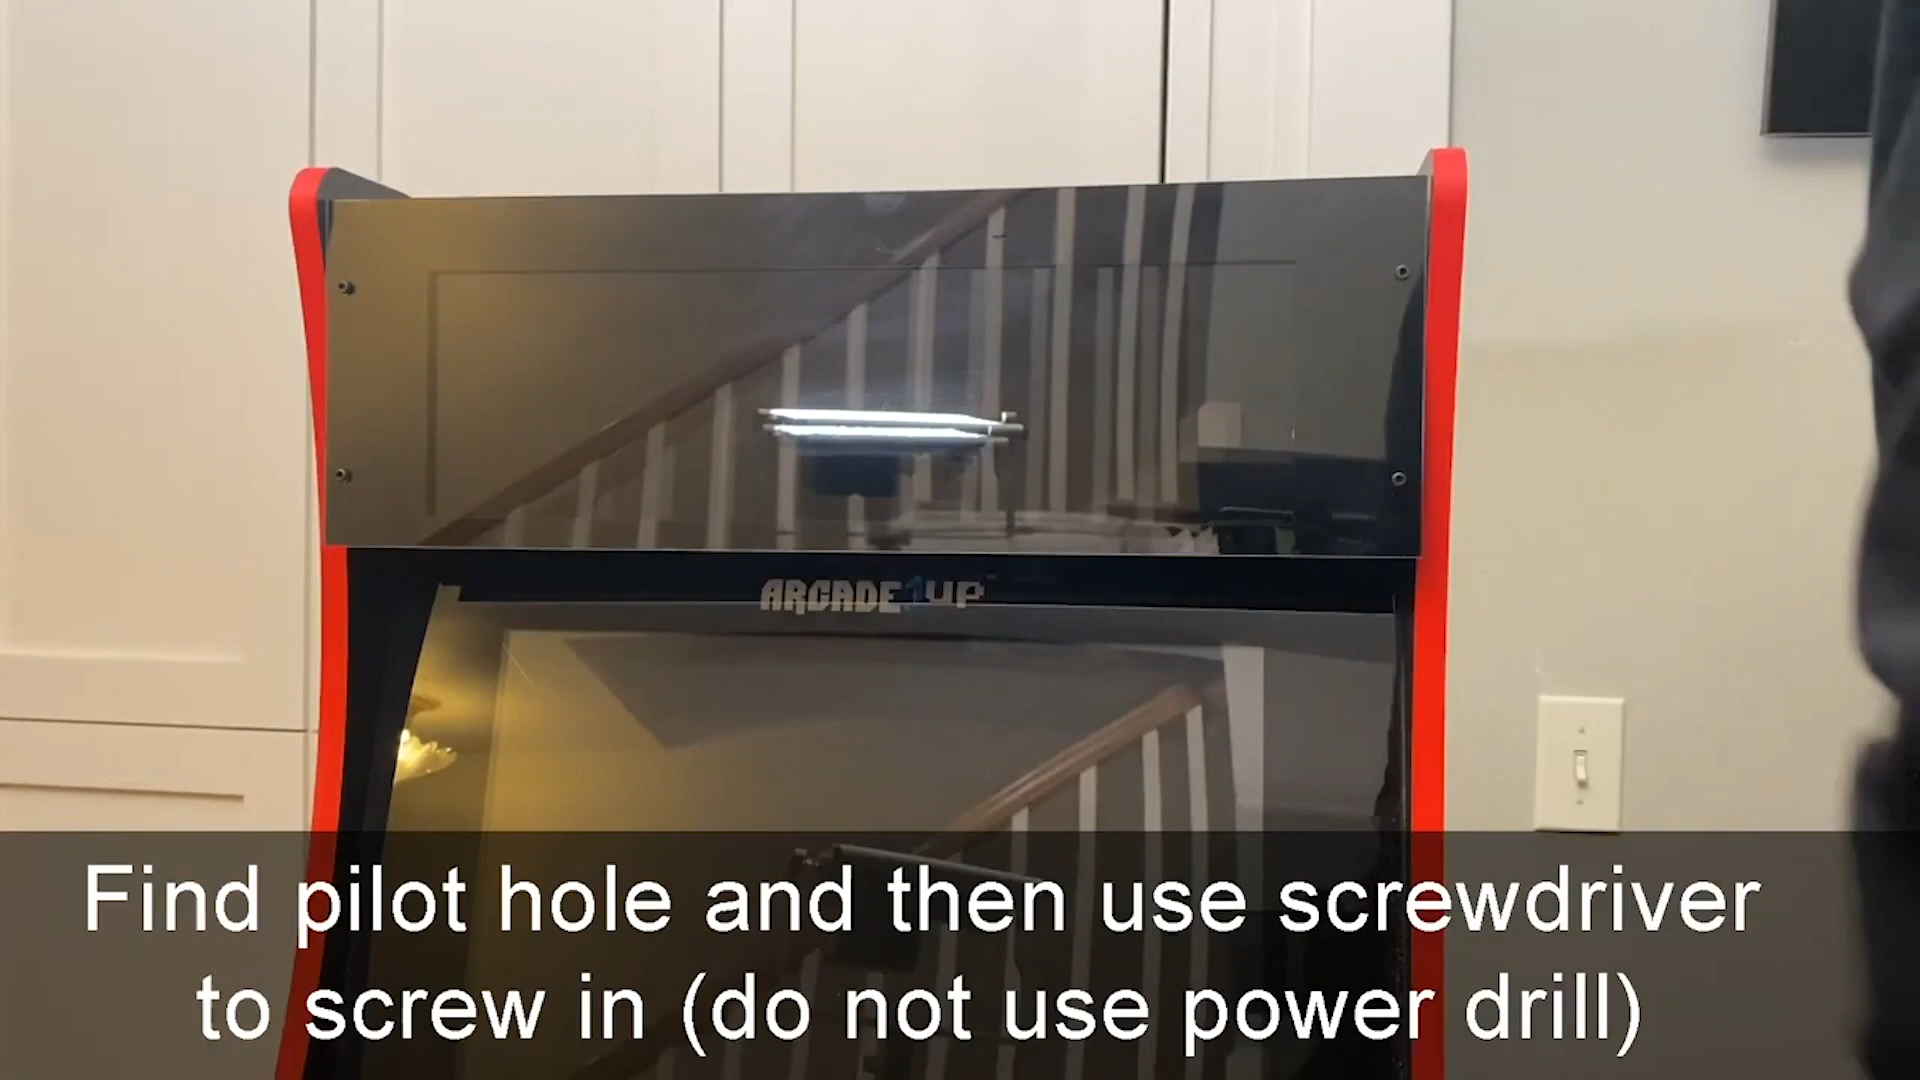 ARCADE1UP
Find pilot hole and then use screwdriver
to screw in (do not use power drill)